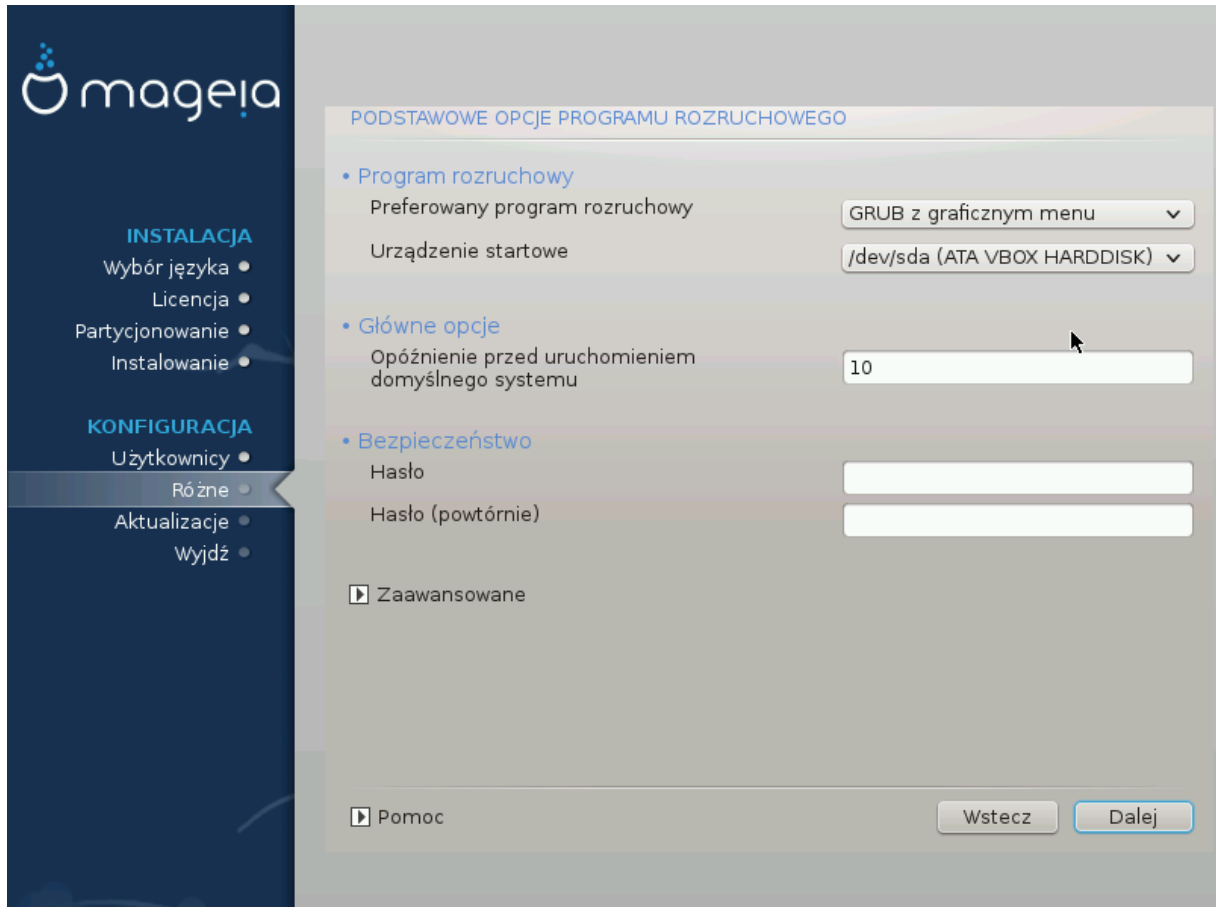 mageia
INSTALACJA
Wybór języka
Licencja
Partycjonowanie
Instalowanie
KONFIGURACJA
Użytkownicy
Różne
Aktualizacje
Wyjdź
PODSTAWOWE OPCJE PROGRAMU ROZRUCHOWEGO
• Program rozruchowy
Preferowany program rozruchowy
GRUB z graficznym menu
Urządzenie startowe
/dev/sda (ATA VBOX HARDDISK)
• Główne opcje
Opóźnienie przed uruchomieniem
domyślnego systemu
10
• Bezpieczeństwo
Hasło
Hasło (powtórnie)
Zaawansowane
Pomoc
Wstecz
Dalej